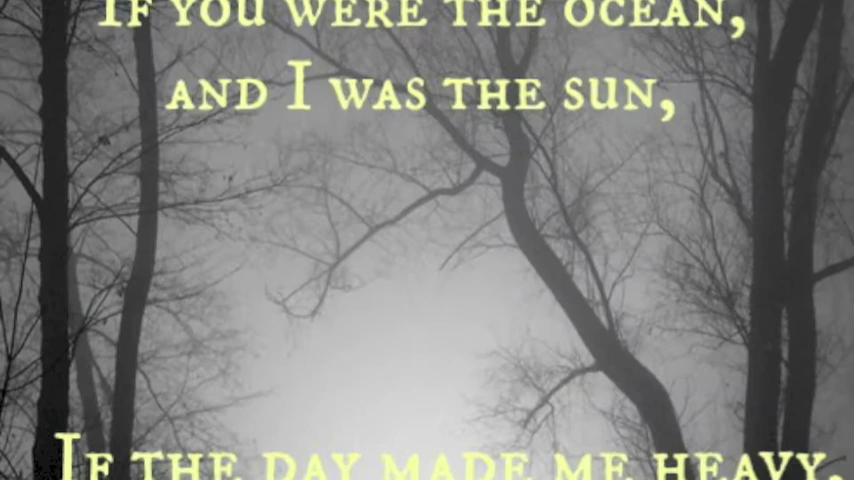 If you were the ocean,
and I was the sun,
If the day made me heavy,